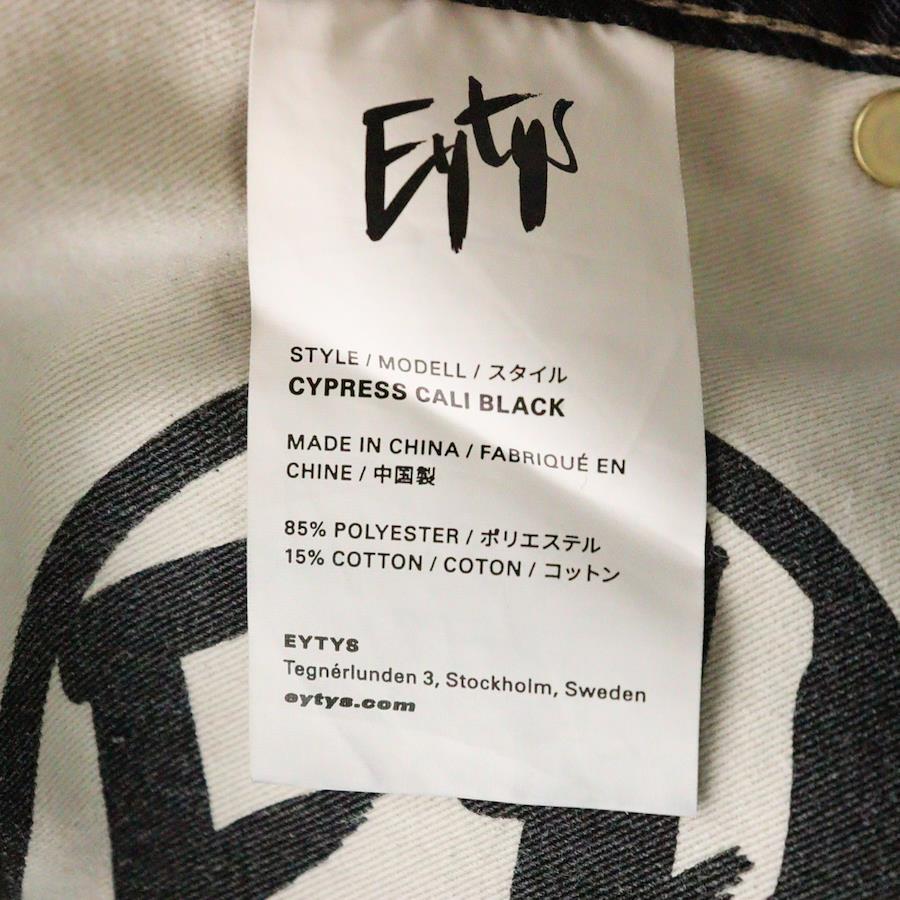 Eytys
STYLE / MODELL / スタイル
CYPRESS CALI BLACK
MADE IN CHINA / FABRIQUÉ EN
CHINE / 中国製
85% POLYESTER / ポリエステル
15% COTTON / COTON / コットン
EYTYS
Tegnérlunden 3, Stockholm, Sweden
eytys.com